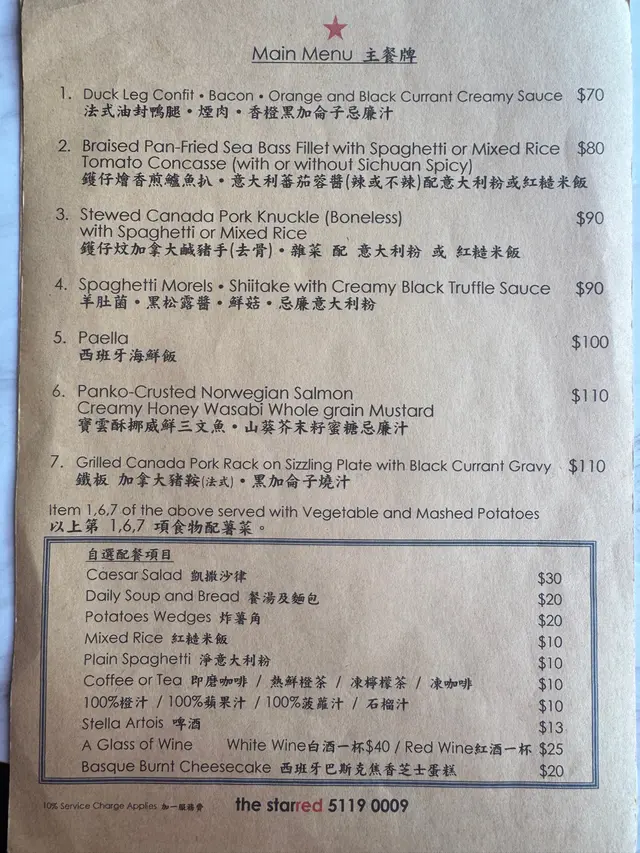 Main Menu 主餐牌
1. Duck Leg Confit • Bacon • Orange and Black Currant Creamy Sauce $70
法式油封鴨腿 • 煙肉 • 香橙黑加侖子忌廉汁
2. Braised Pan-Fried Sea Bass Fillet with Spaghetti or Mixed Rice $80
Tomato Concasse (with or without Sichuan Spicy)
鑊仔燴香煎鱸魚扒 • 意大利蕃茄蓉醬(辣或不辣)配意大利粉或紅糙米飯
3. Stewed Canada Pork Knuckle (Boneless) $90
with Spaghetti or Mixed Rice
鑊仔炆加拿大鹹豬手(去骨) • 雜菜 配 意大利粉 或 紅糙米飯
4. Spaghetti Morels • Shiitake with Creamy Black Truffle Sauce $90
羊肚菌 • 黑松露醬 • 鮮菇 • 忌廉意大利粉
5. Paella $100
西班牙海鮮飯
6. Panko-Crusted Norwegian Salmon $110
Creamy Honey Wasabi Whole grain Mustard
寶雲酥挪威鮮三文魚 • 山葵芥末籽蜜糖忌廉汁
7. Grilled Canada Pork Rack on Sizzling Plate with Black Currant Gravy $110
鐵板 加拿大豬鞍(法式) • 黑加侖子燒汁
Item 1,6,7 of the above served with Vegetable and Mashed Potatoes
以上第 1,6,7 項食物配薯菜。
自選配餐項目
Caesar Salad 凱撒沙律 $30
Daily Soup and Bread 餐湯及麵包 $20
Potatoes Wedges 炸薯角 $20
Mixed Rice 紅糙米飯 $10
Plain Spaghetti 淨意大利粉 $10
Coffee or Tea 即磨咖啡 / 熱鮮橙茶 / 凍檸檬茶 / 凍咖啡 $10
100%橙汁 / 100%蘋果汁 / 100%菠蘿汁 / 石榴汁 $10
Stella Artois 啤酒 $13
A Glass of Wine White Wine白酒一杯$40 / Red Wine紅酒一杯 $25
Basque Burnt Cheesecake 西班牙巴斯克焦香芝士蛋糕 $20
10% Service Charge Applies 加一服務費
the starred 5119 0009